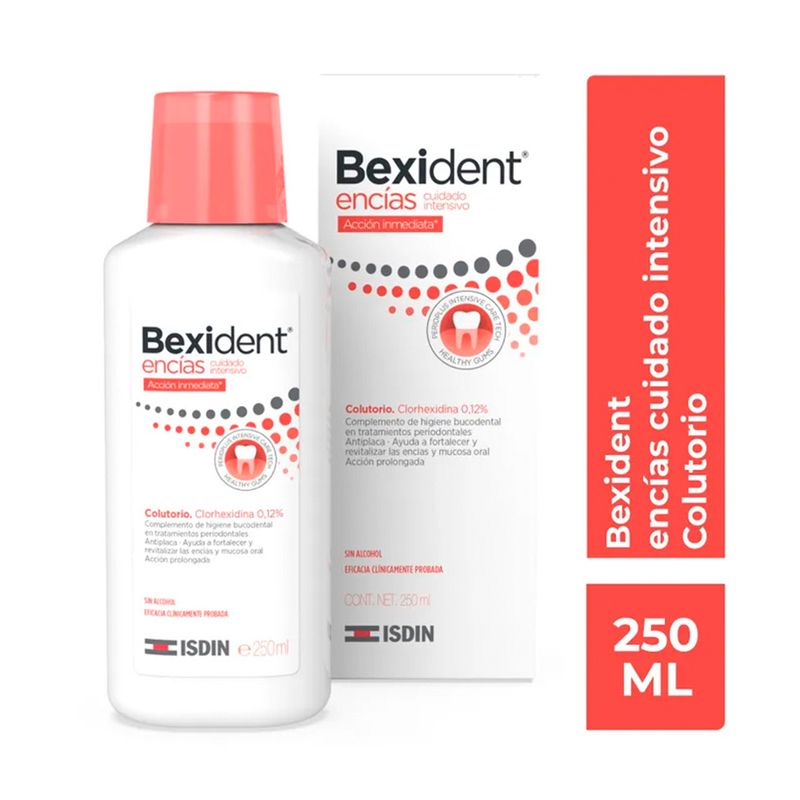 Bexident®
encías cuidado intensivo
Acción inmediata*
PERIOPLUS INTENSIVE CARE TECH
HEALTHY GUMS
Colutorio. Clorhexidina 0,12%
Complemento de higiene bucodental
en tratamientos periodontales
Antiplaca · Ayuda a fortalecer y
revitalizar las encías y mucosa oral
Acción prolongada
SIN ALCOHOL
EFICACIA CLÍNICAMENTE PROBADA
ISDIN e 250 ml
Bexident®
encías cuidado intensivo
Acción inmediata*
PERIOPLUS INTENSIVE CARE TECH
HEALTHY GUMS
Colutorio. Clorhexidina 0,12%
Complemento de higiene bucodental
en tratamientos periodontales
Antiplaca · Ayuda a fortalecer y
revitalizar las encías y mucosa oral
Acción prolongada
SIN ALCOHOL
EFICACIA CLÍNICAMENTE PROBADA
CONT. NET. 250 ml
ISDIN
Bexident
encías cuidado intensivo
Colutorio
250
ML